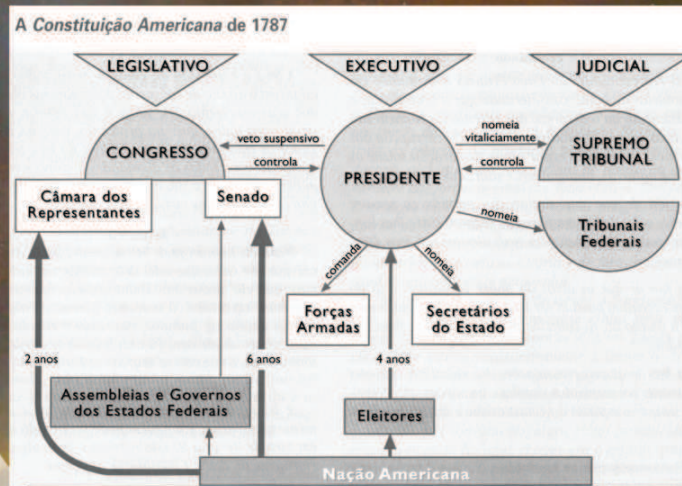 A Constituição Americana de 1787
LEGISLATIVO
EXECUTIVO
JUDICIAL
CONGRESSO
veto suspensivo
controla
PRESIDENTE
nomeia
vitaliciamente
controla
SUPREMO
TRIBUNAL
Câmara dos
Representantes
Senado
nomeia
Tribunais
Federais
comanda
nomeia
Forças
Armadas
Secretários
do Estado
2 anos
6 anos
4 anos
Assembleias e Governos
dos Estados Federais
Eleitores
Nação Americana